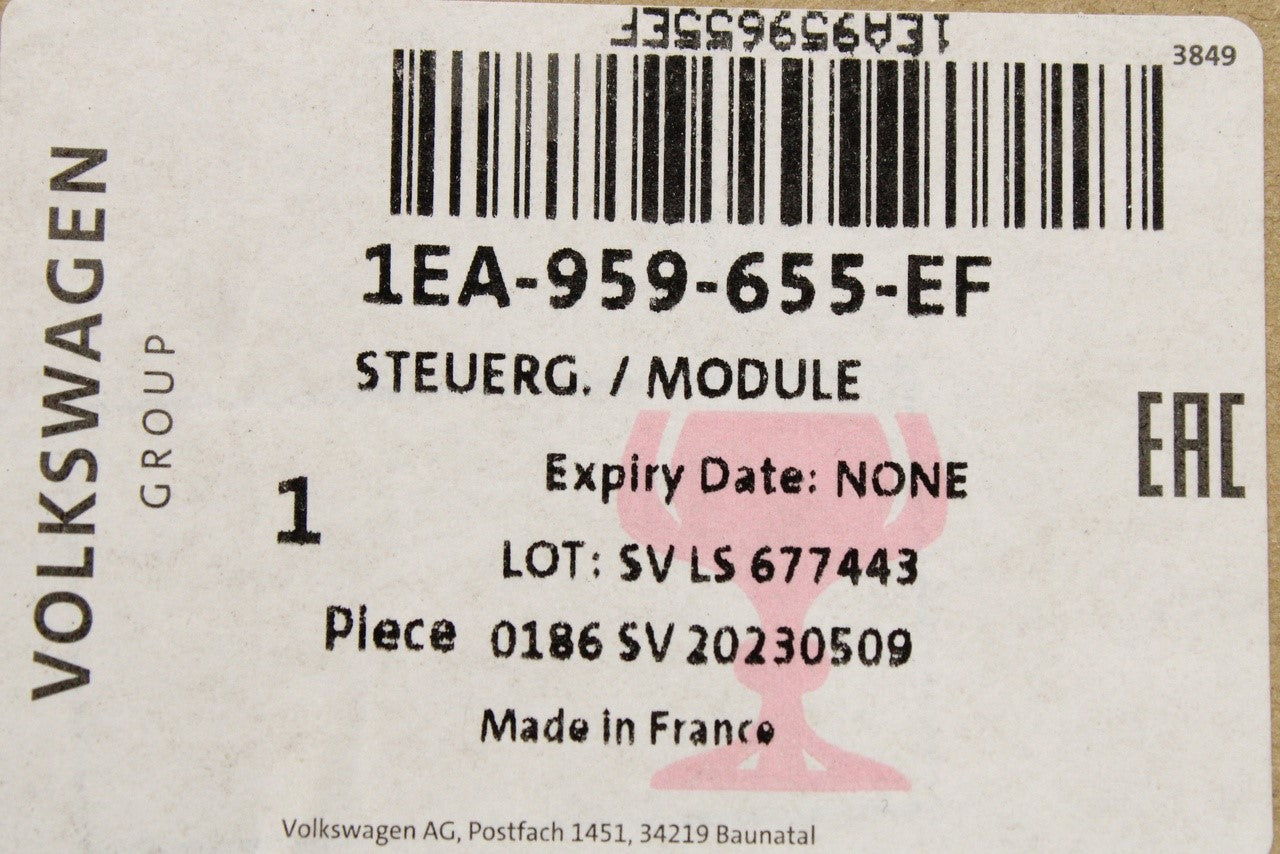 1EA959655EF
3849
1EA-959-655-EF
STEUERG. / MODULE
VOLKSWAGEN
GROUP
EAC
Expiry Date: NONE
1
LOT: SV LS 677443
Piece 0186 SV 20230509
Made in France
Volkswagen AG, Postfach 1451, 34219 Baunatal